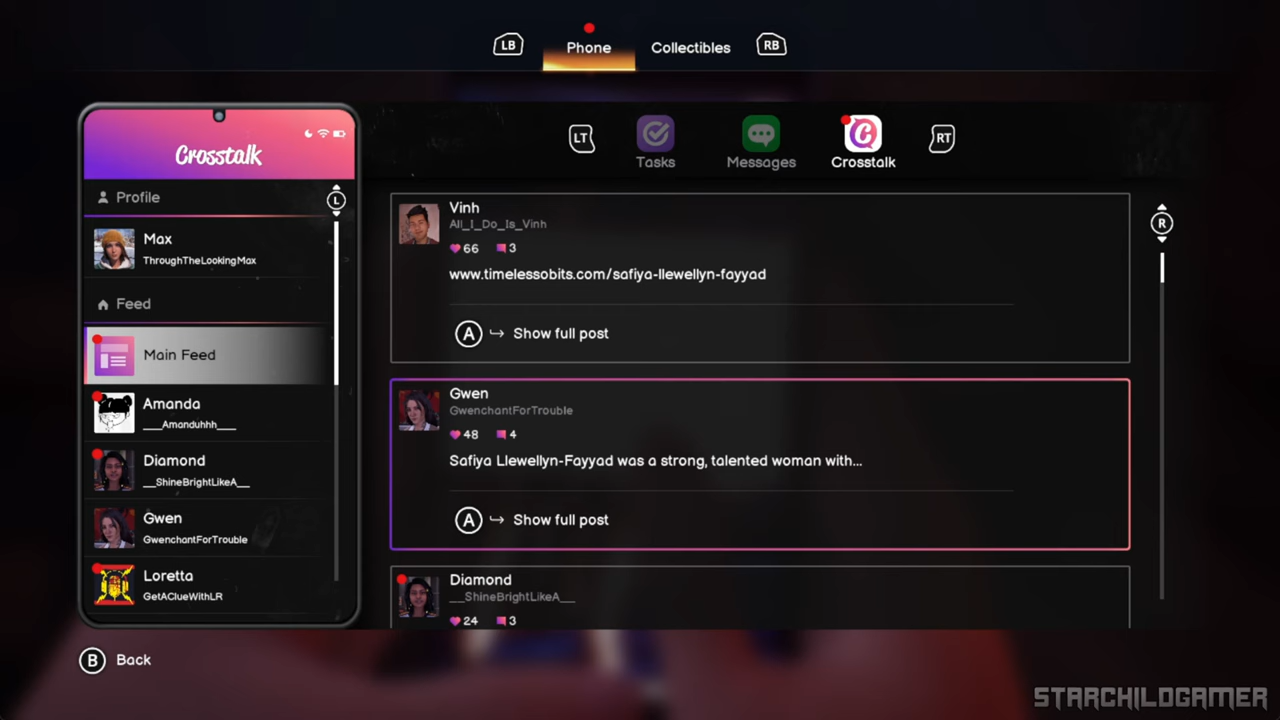 LB
Phone
Collectibles
RB
Crosstalk
Profile
L
Max
ThroughTheLookingMax
Feed
Main Feed
Amanda
___Amanduhhh___
Diamond
__ShineBrightLikeA__
Gwen
GwenchantForTrouble
Loretta
GetAClueWithLR
LT
Tasks
Messages
Crosstalk
RT
Vinh
All_I_Do_Is_Vinh
66 3
www.timelessobits.com/safiya-llewellyn-fayyad
A Show full post
Gwen
GwenchantForTrouble
48 4
Safiya Llewellyn-Fayyad was a strong, talented woman with...
A Show full post
Diamond
__ShineBrightLikeA__
24 3
R
B Back
STARCHILDGAMER